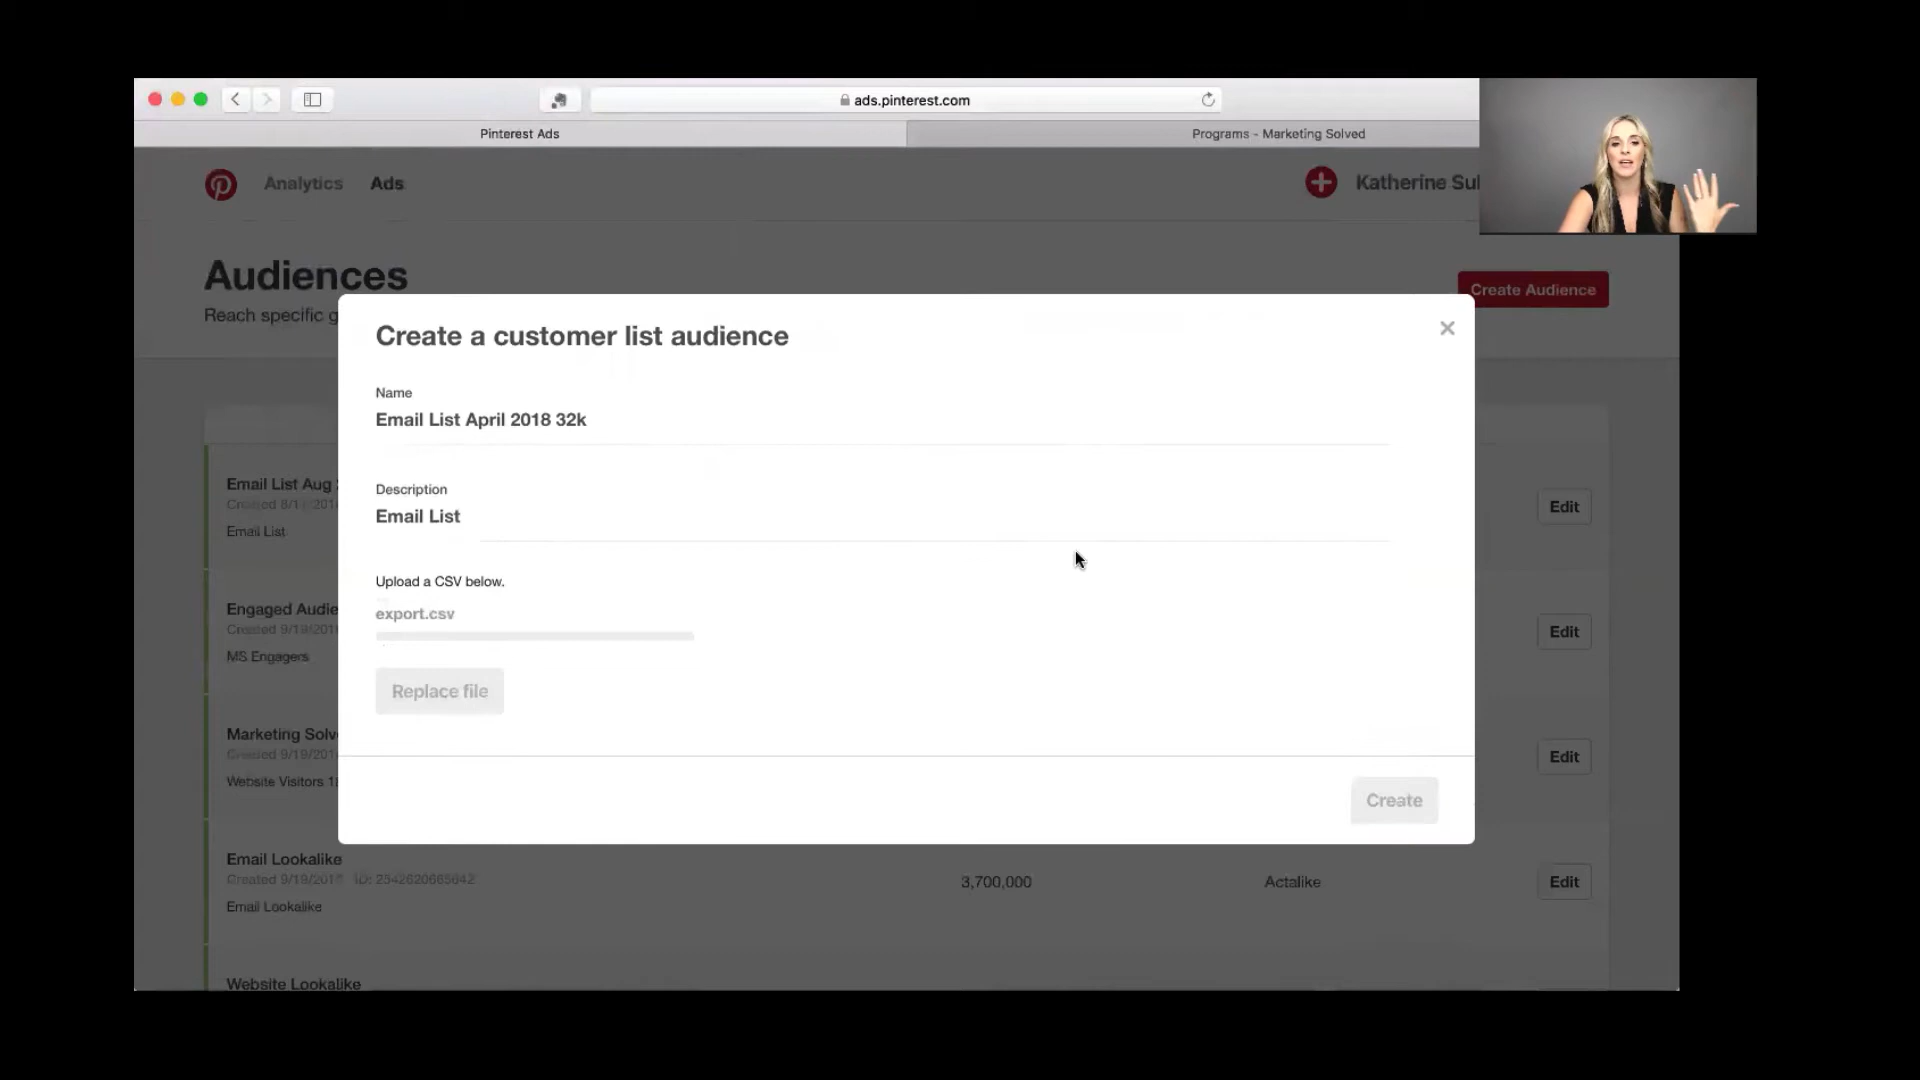 ads.pinterest.com
Pinterest Ads
Programs - Marketing Solved
Analytics
Ads
Katherine Sul
Audiences
Reach specific g
Create Audience
Create a customer list audience
Name
Email List April 2018 32k
Description
Email List
Upload a CSV below.
export.csv
Replace file
Create
Email List Aug
Email List
Edit
Engaged Audie
MS Engagers
Edit
Marketing Solv
Website Visitors
Edit
Email Lookalike
ID: 2542620665642
Email Lookalike
3,700,000
Actalike
Edit
Website Lookalike